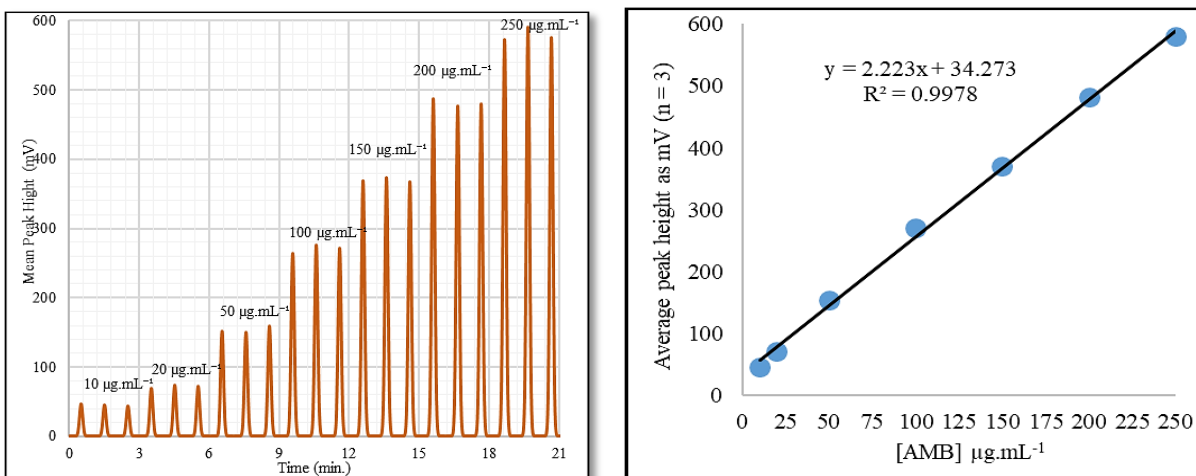 600
500
400
300
200
100
0
Mean Peak Hight (mV)
10 µg.mL⁻¹
20 µg.mL⁻¹
50 µg.mL⁻¹
100 µg.mL⁻¹
150 µg.mL⁻¹
200 µg.mL⁻¹
250 µg.mL⁻¹
0 3 6 9 12 15 18 21
Time (min.)
600
500
400
300
200
100
0
Average peak height as mV (n = 3)
y = 2.223x + 34.273
R² = 0.9978
0 25 50 75 100 125 150 175 200 225 250
[AMB] µg.mL⁻¹